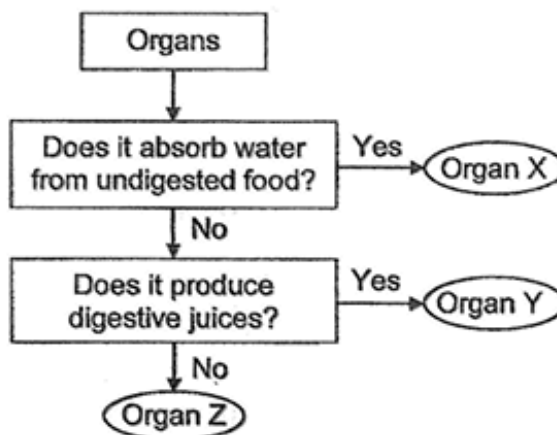 Organs
Does it absorb water
from undigested food?
Yes
Organ X
No
Does it produce
digestive juices?
Yes
Organ Y
No
Organ Z